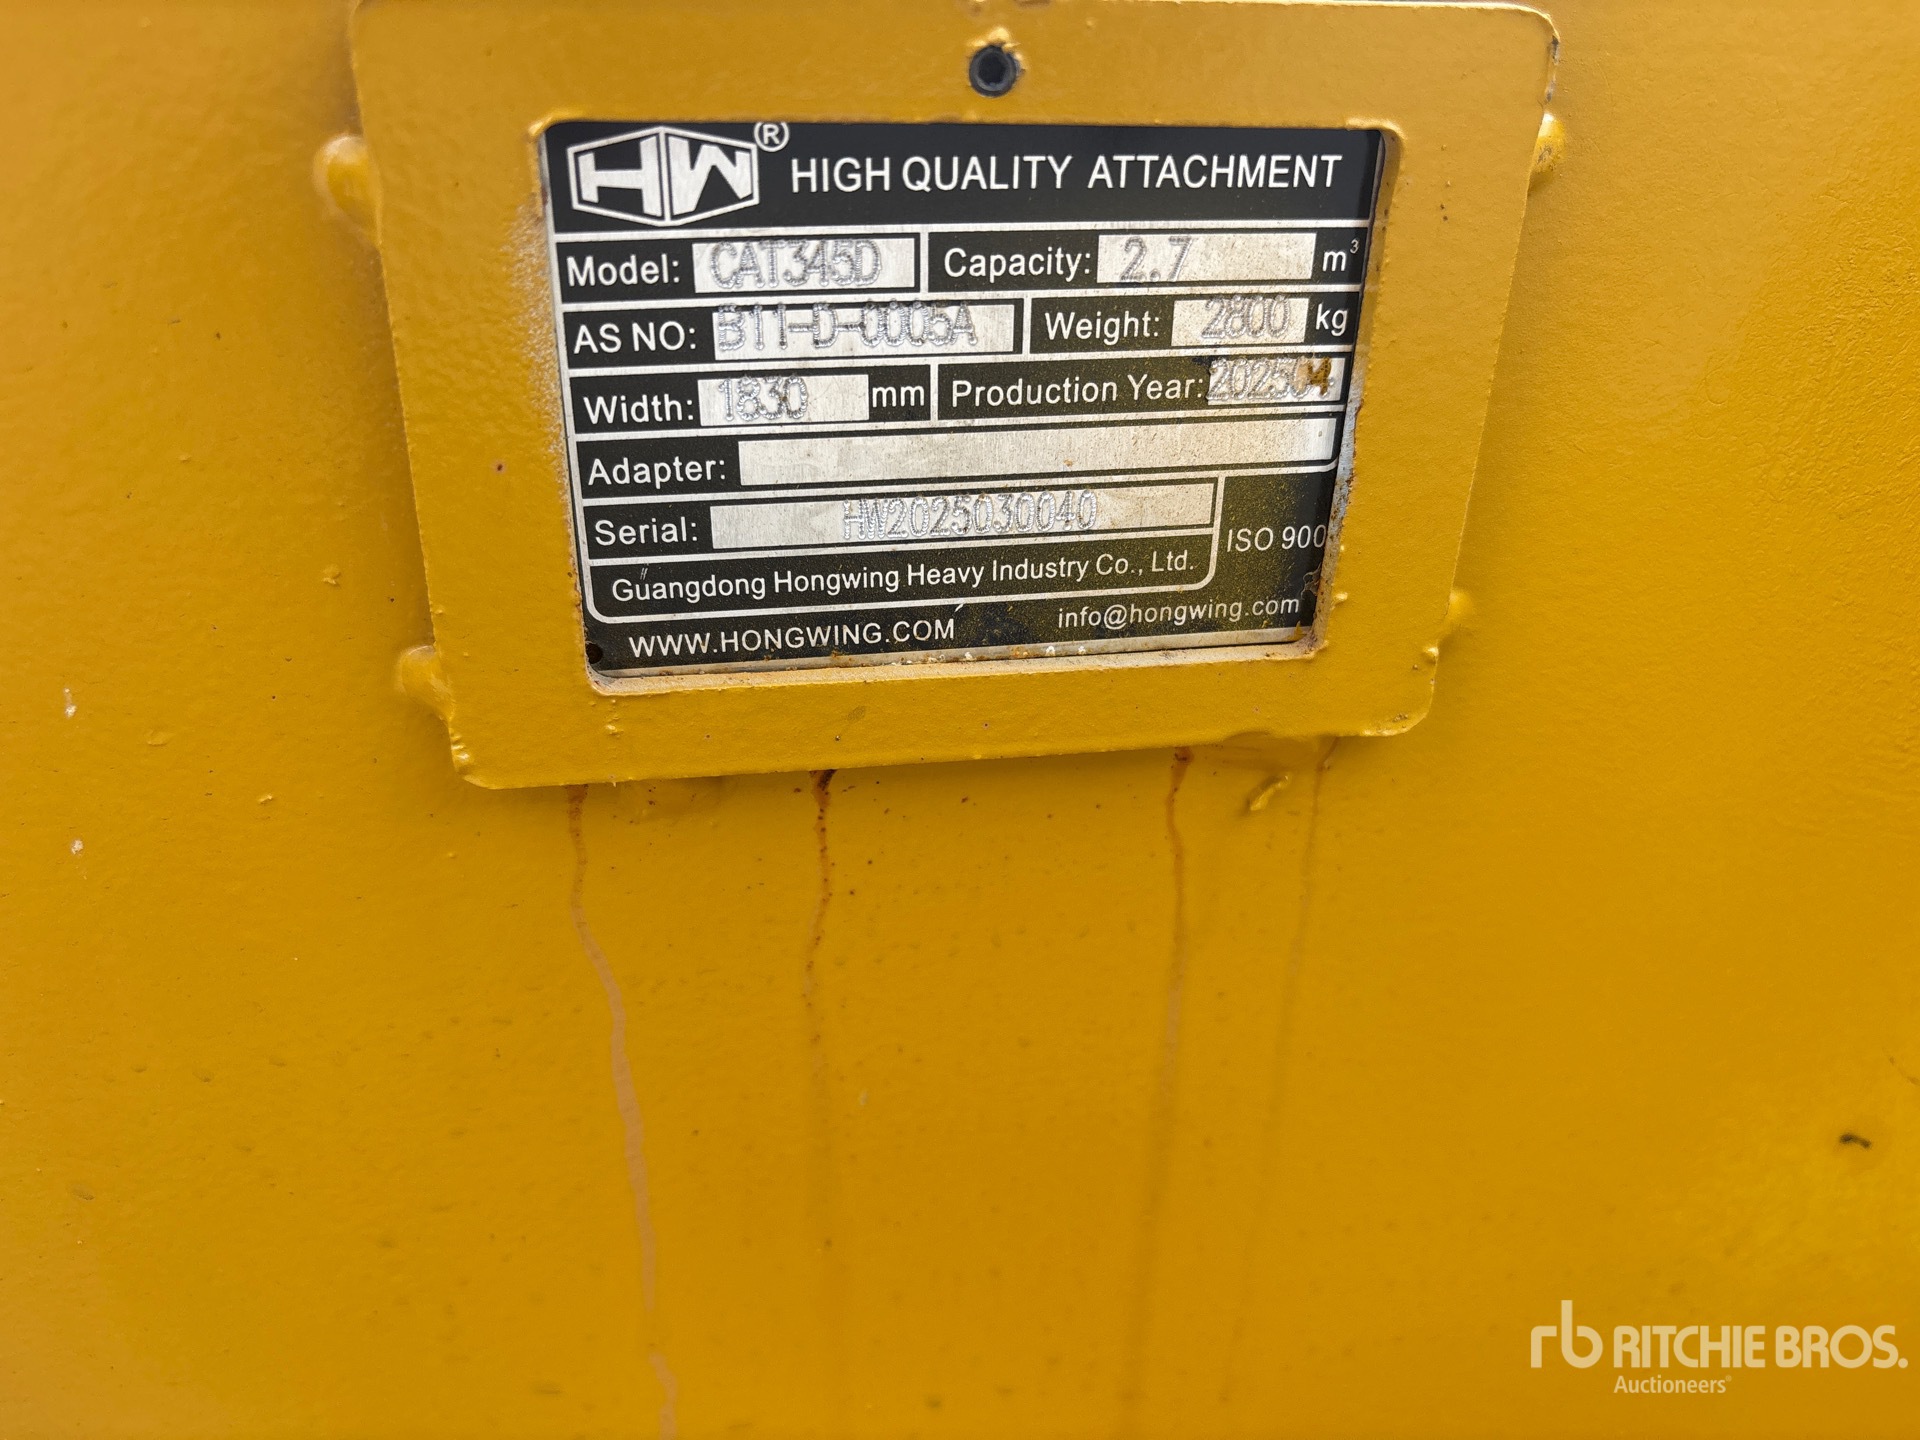 HW® HIGH QUALITY ATTACHMENT
Model: CAT345D Capacity: 2.7 m³
AS NO: B11-D-0005A Weight: 2800 kg
Width: 1830 mm Production Year: 202504
Adapter:
Serial: HW2025030040
ISO 900
Guangdong Hongwing Heavy Industry Co., Ltd.
WWW.HONGWING.COM info@hongwing.com
rb RITCHIE BROS.
Auctioneers